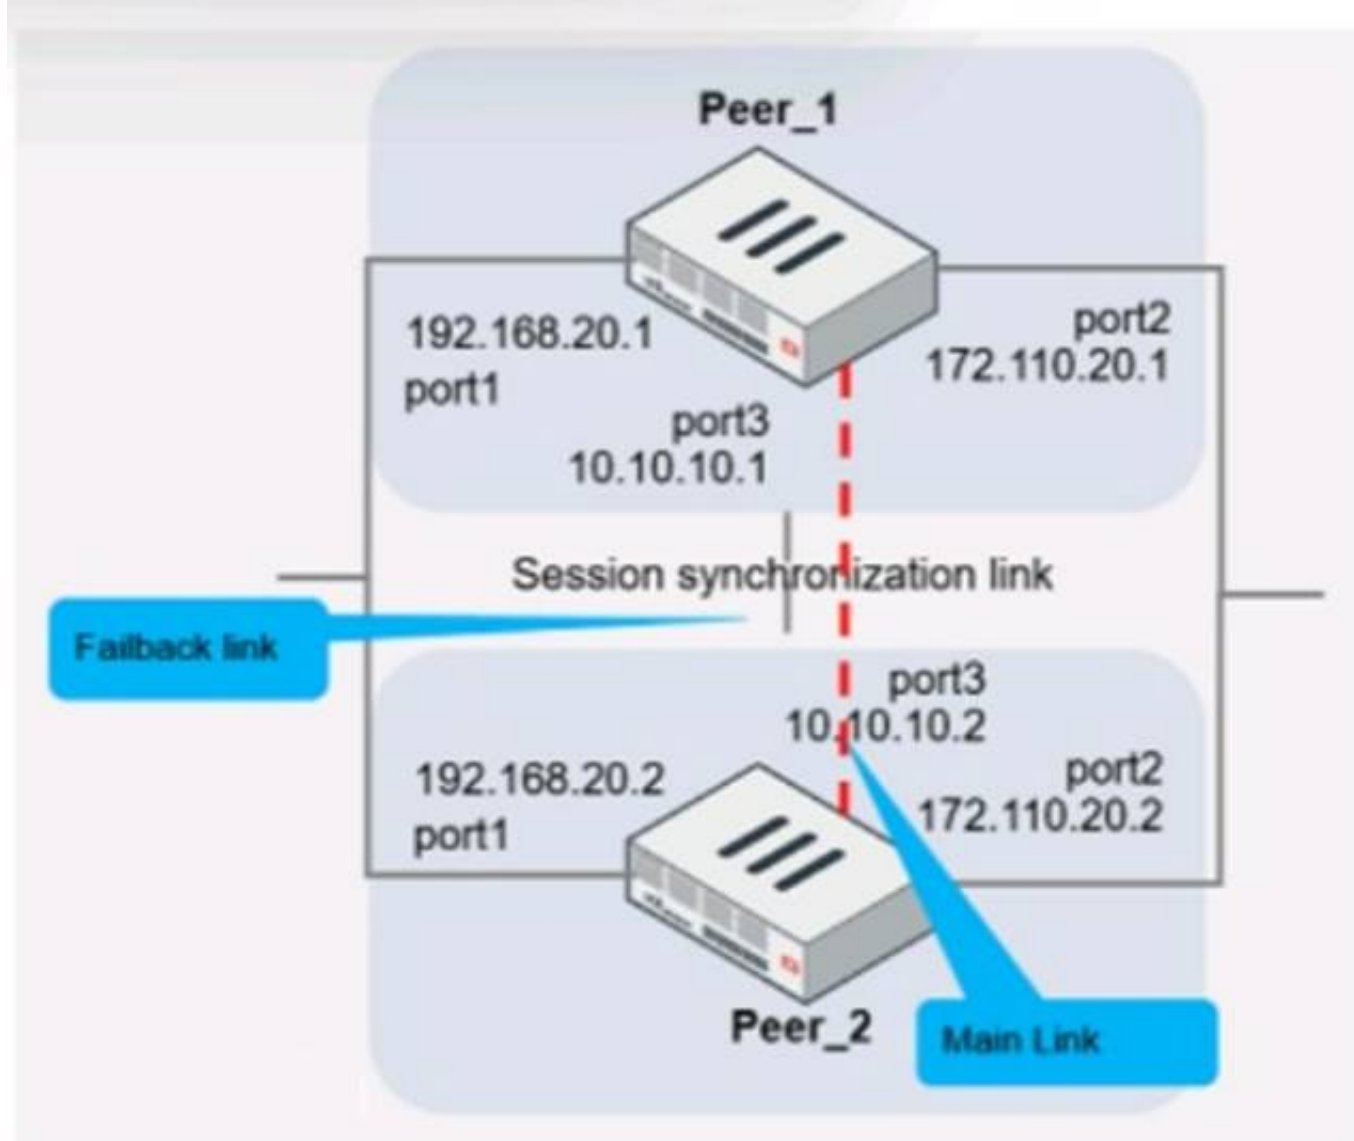 Peer_1
192.168.20.1
port1
port2
172.110.20.1
port3
10.10.10.1
Session synchronization link
Failback link
port3
10.10.10.2
192.168.20.2
port1
port2
172.110.20.2
Peer_2
Main Link